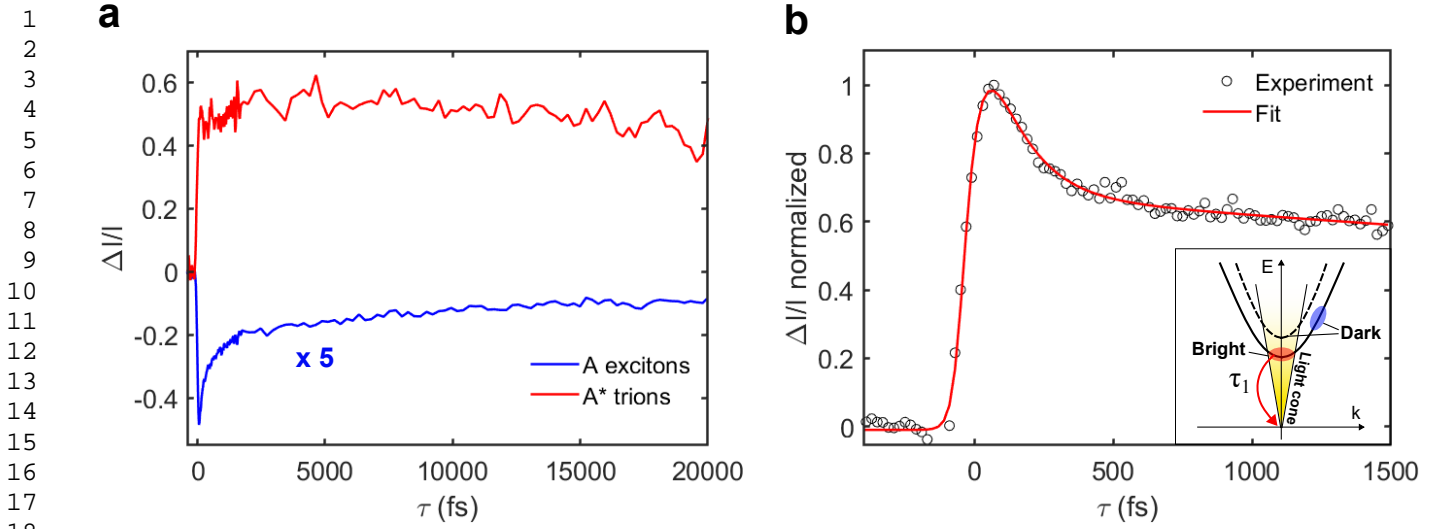 1
2
3
4
5
6
7
8
9
10
11
12
13
14
15
16
17
a
0.6
0.4
0.2
0
-0.2
-0.4
ΔI/I
x 5
A excitons
A* trions
0 5000 10000 15000 20000
τ (fs)
b
1
0.8
0.6
0.4
0.2
0
ΔI/I normalized
Experiment
Fit
E
Dark
Bright
Light cone
τ1
k
0 500 1000 1500
τ (fs)